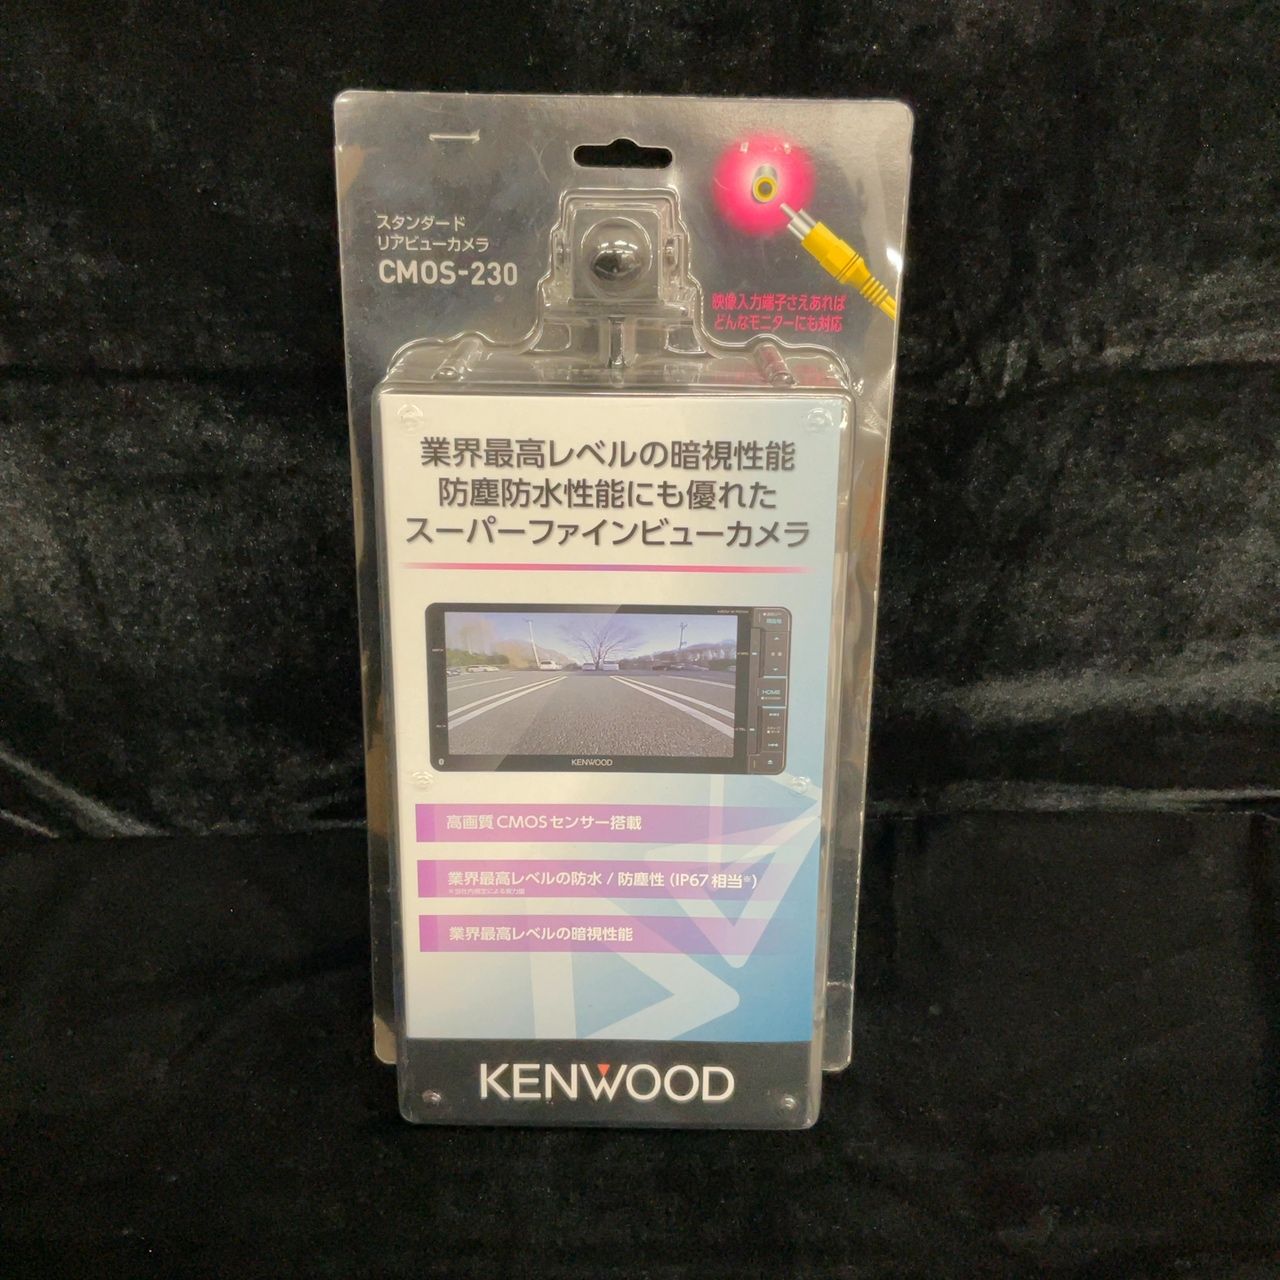 スタンダード
リアビューカメラ
CMOS-230
映像入力端子さえあれば
どんなモニターにも対応
業界最高レベルの暗視性能
防塵防水性能にも優れた
スーパーファインビューカメラ
HOME
KENWOOD
高画質CMOSセンサー搭載
業界最高レベルの防水 / 防塵性 (IP67 相当※)
業界最高レベルの暗視性能
KENWOOD